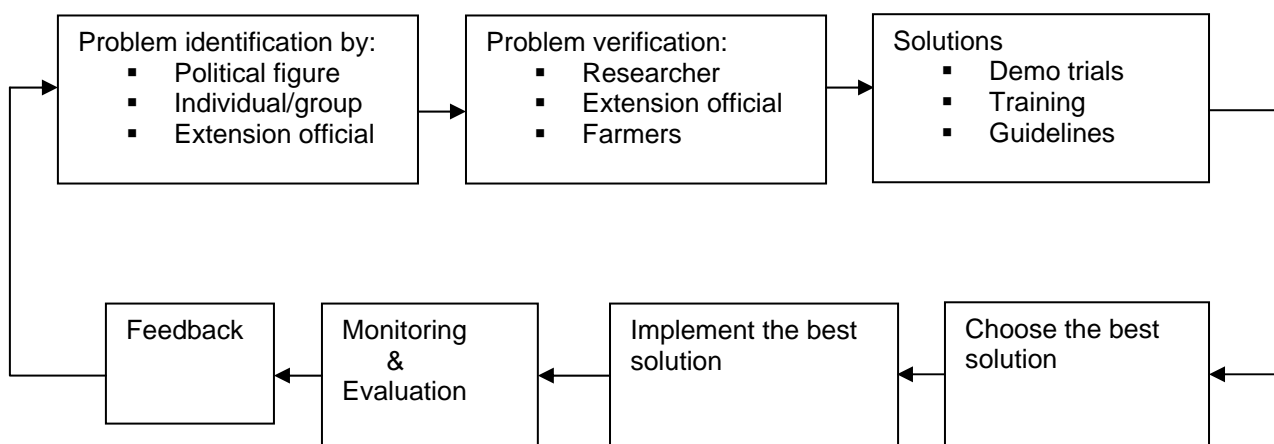 Problem identification by:
▪ Political figure
▪ Individual/group
▪ Extension official
Problem verification:
▪ Researcher
▪ Extension official
▪ Farmers
Solutions
▪ Demo trials
▪ Training
▪ Guidelines
Feedback
Monitoring
&
Evaluation
Implement the best
solution
Choose the best
solution